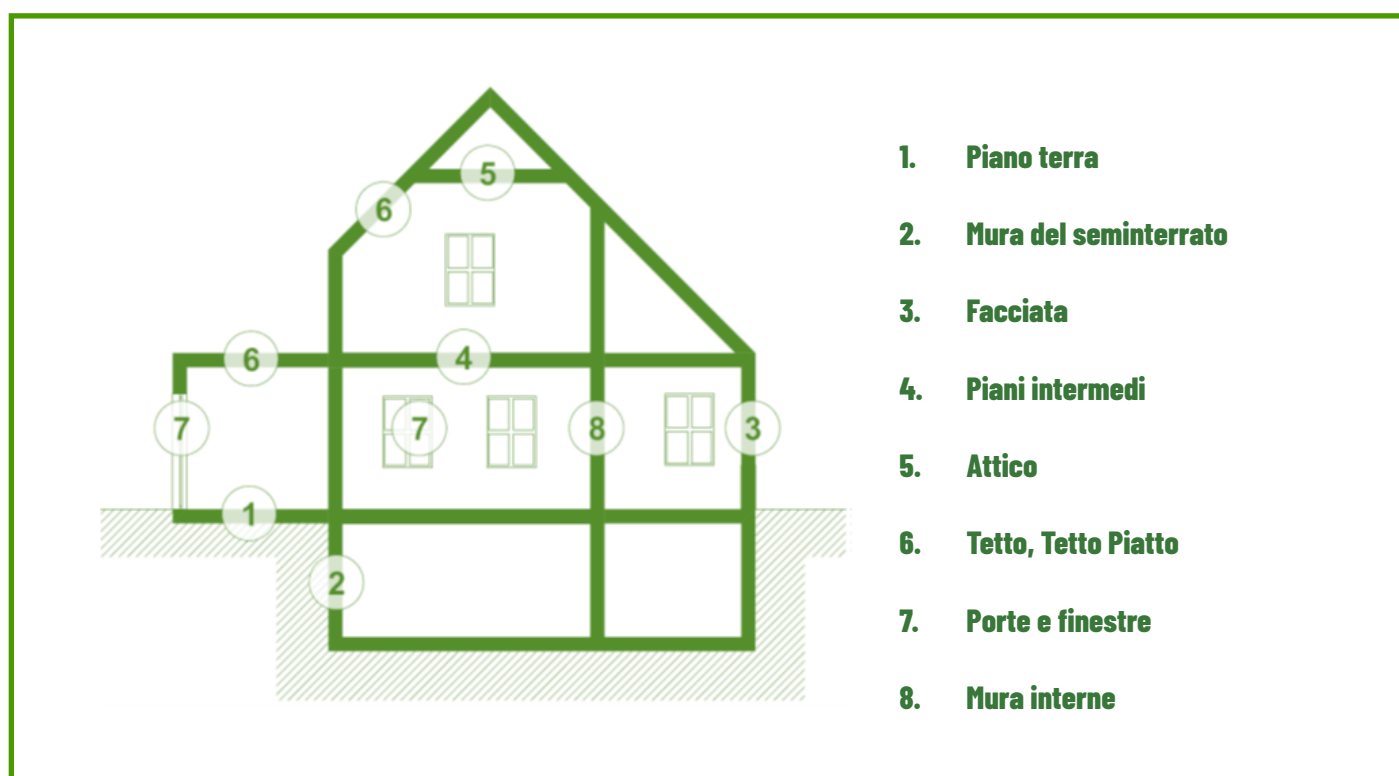 5
6
6
4
7
7
8
3
1
2
1. Piano terra
2. Mura del seminterrato
3. Facciata
4. Piani intermedi
5. Attico
6. Tetto, Tetto Piatto
7. Porte e finestre
8. Mura interne